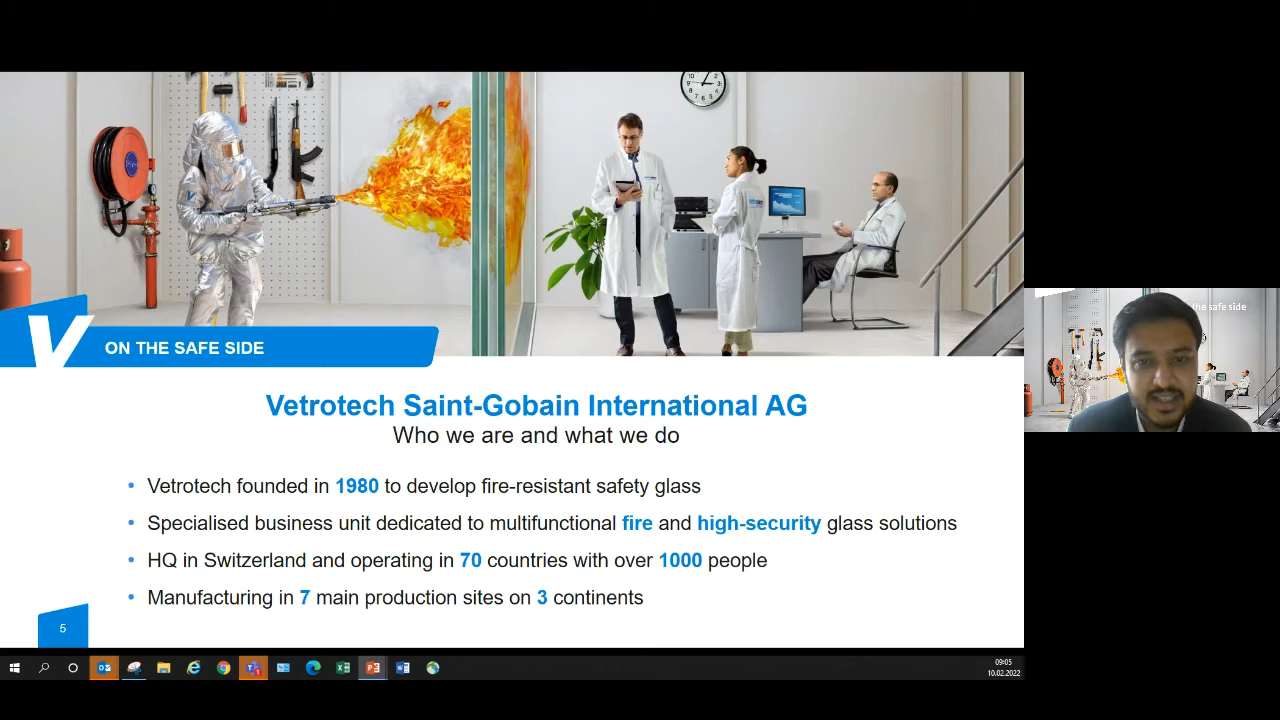 the safe side
V
ON THE SAFE SIDE
Vetrotech Saint-Gobain International AG
Who we are and what we do
• Vetrotech founded in 1980 to develop fire-resistant safety glass
• Specialised business unit dedicated to multifunctional fire and high-security glass solutions
• HQ in Switzerland and operating in 70 countries with over 1000 people
• Manufacturing in 7 main production sites on 3 continents
5
09:05
10.02.2022